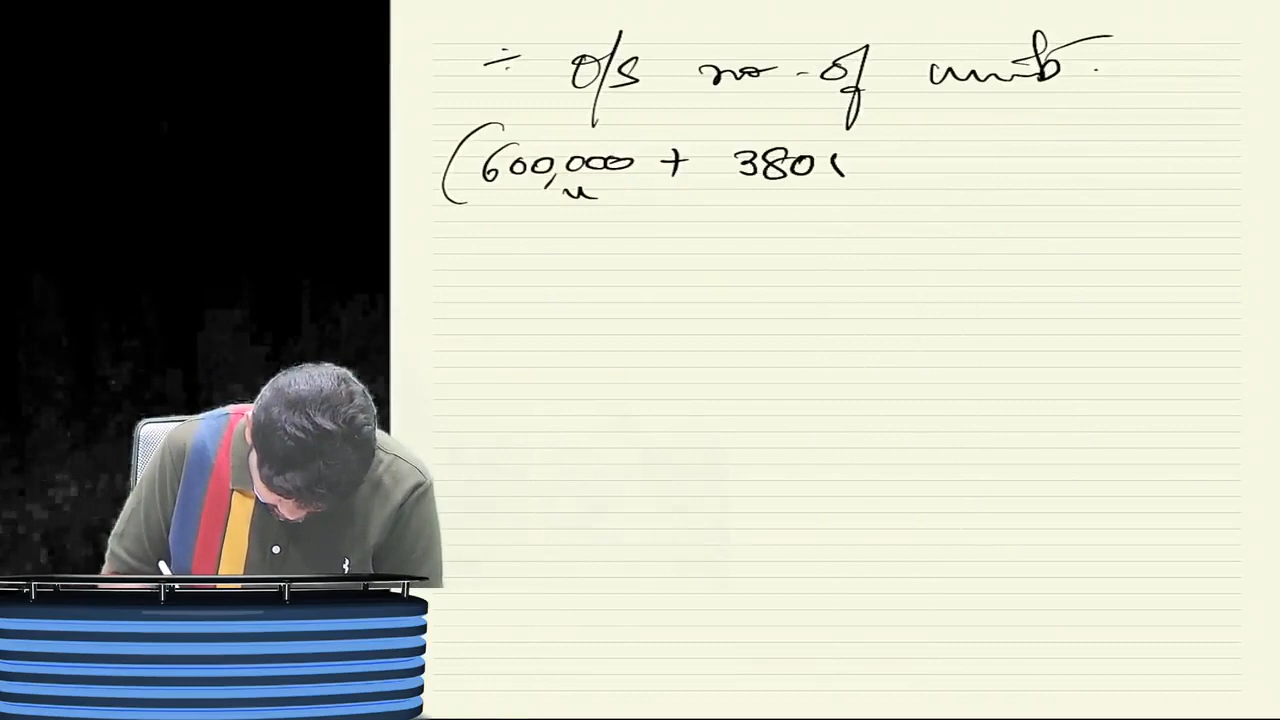 ÷ o/s no. of units.
(600,000 + 380
u